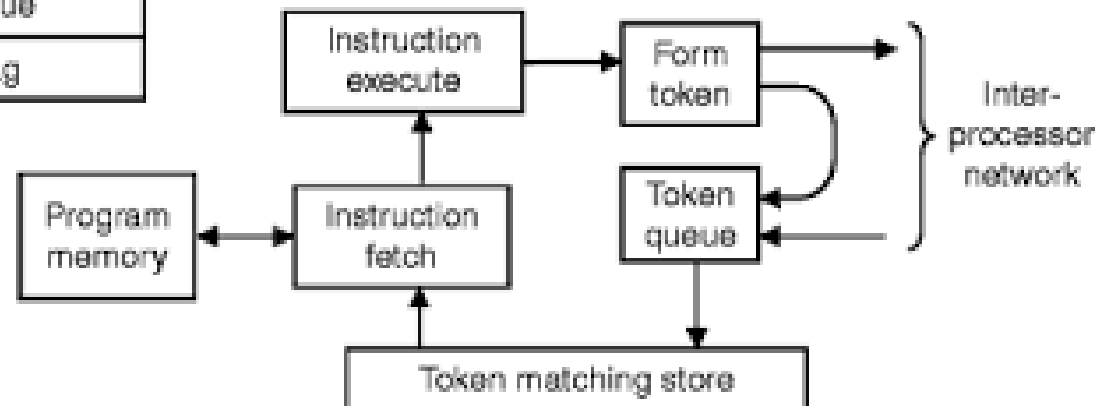 Instruction
execute
Form
token
Inter-
processor
network
Program
memory
Instruction
fetch
Token
queue
Token matching store